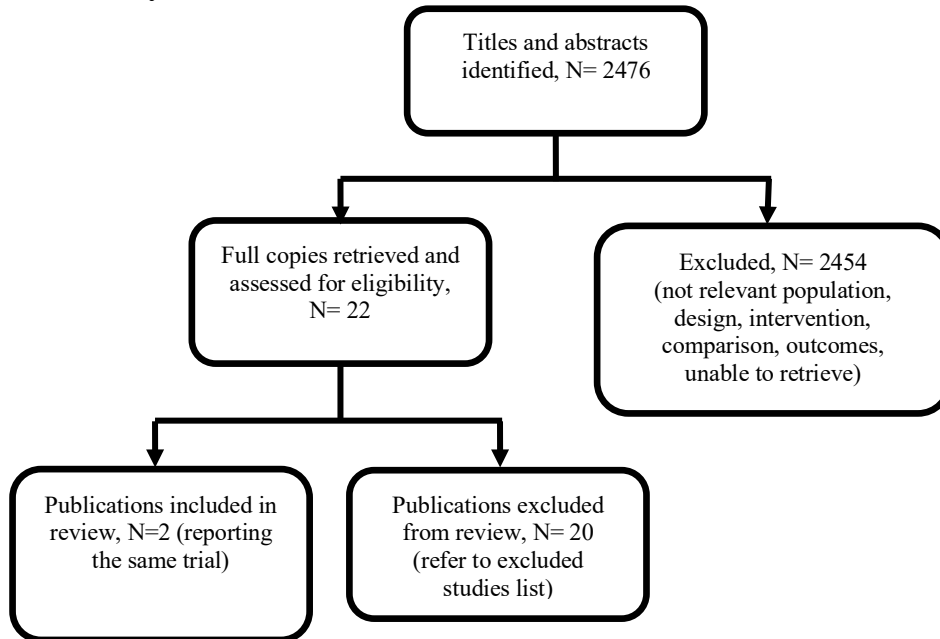 Titles and abstracts
identified, N= 2476
Full copies retrieved and
assessed for eligibility,
N= 22
Excluded, N= 2454
(not relevant population,
design, intervention,
comparison, outcomes,
unable to retrieve)
Publications included in
review, N=2 (reporting
the same trial)
Publications excluded
from review, N= 20
(refer to excluded
studies list)